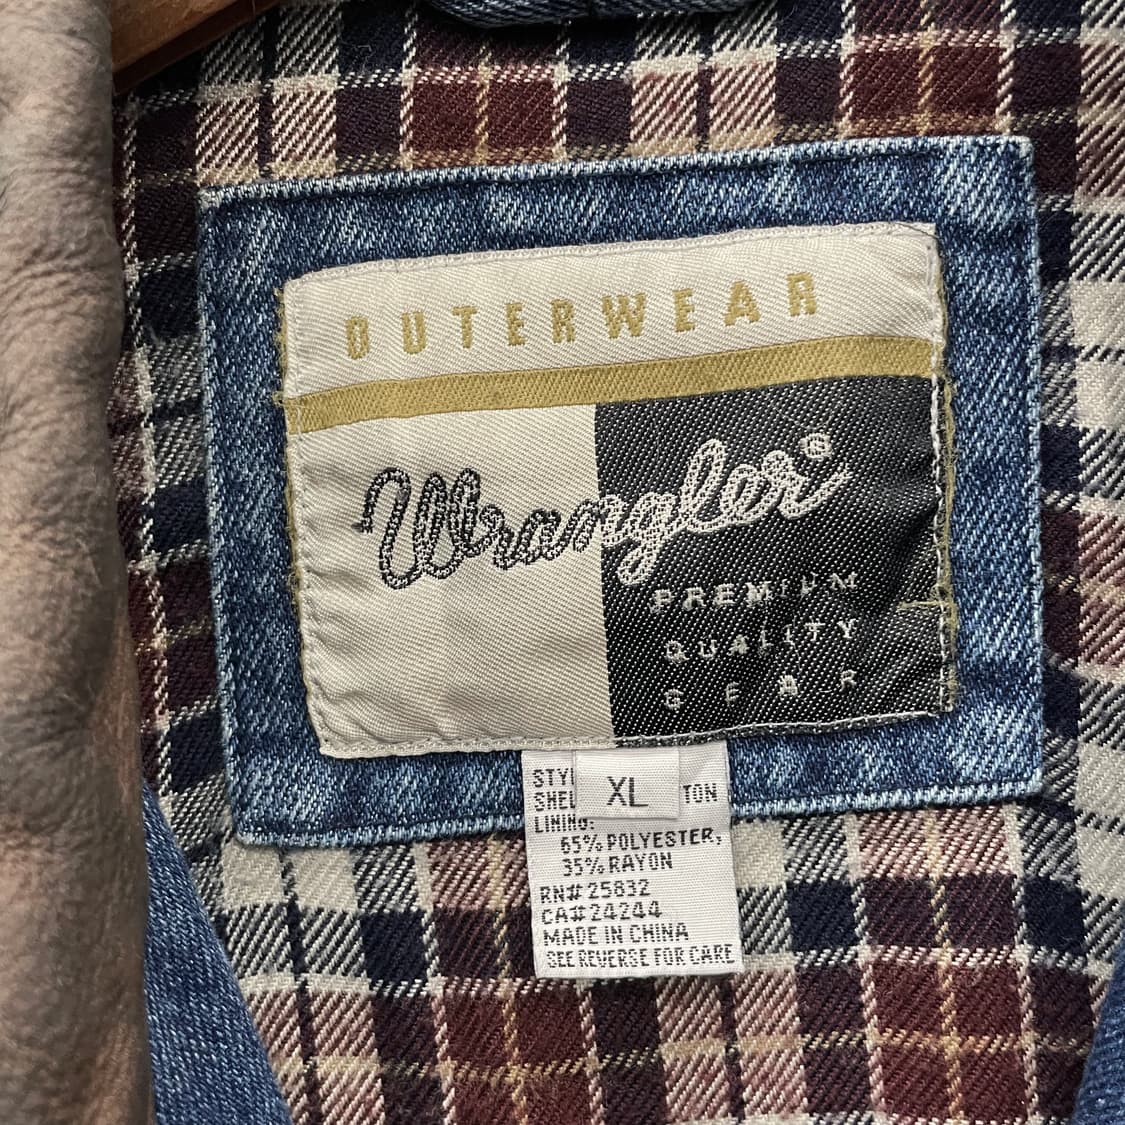 OUTERWEAR
Wrangler®
PREMIUM
QUALITY
GEAR
XL
LINING:
65% POLYESTER,
35% RAYON
RN# 25832
CA# 24244
MADE IN CHINA
SEE REVERSE FOR CARE